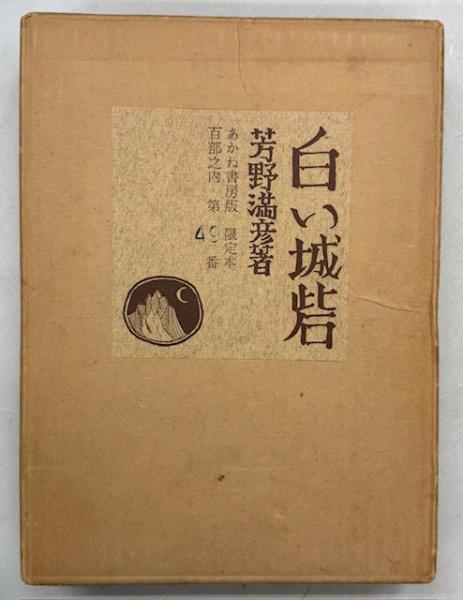 白い城砦
芳野満彦著
あかね書房版 限定本
百部之内 第 番